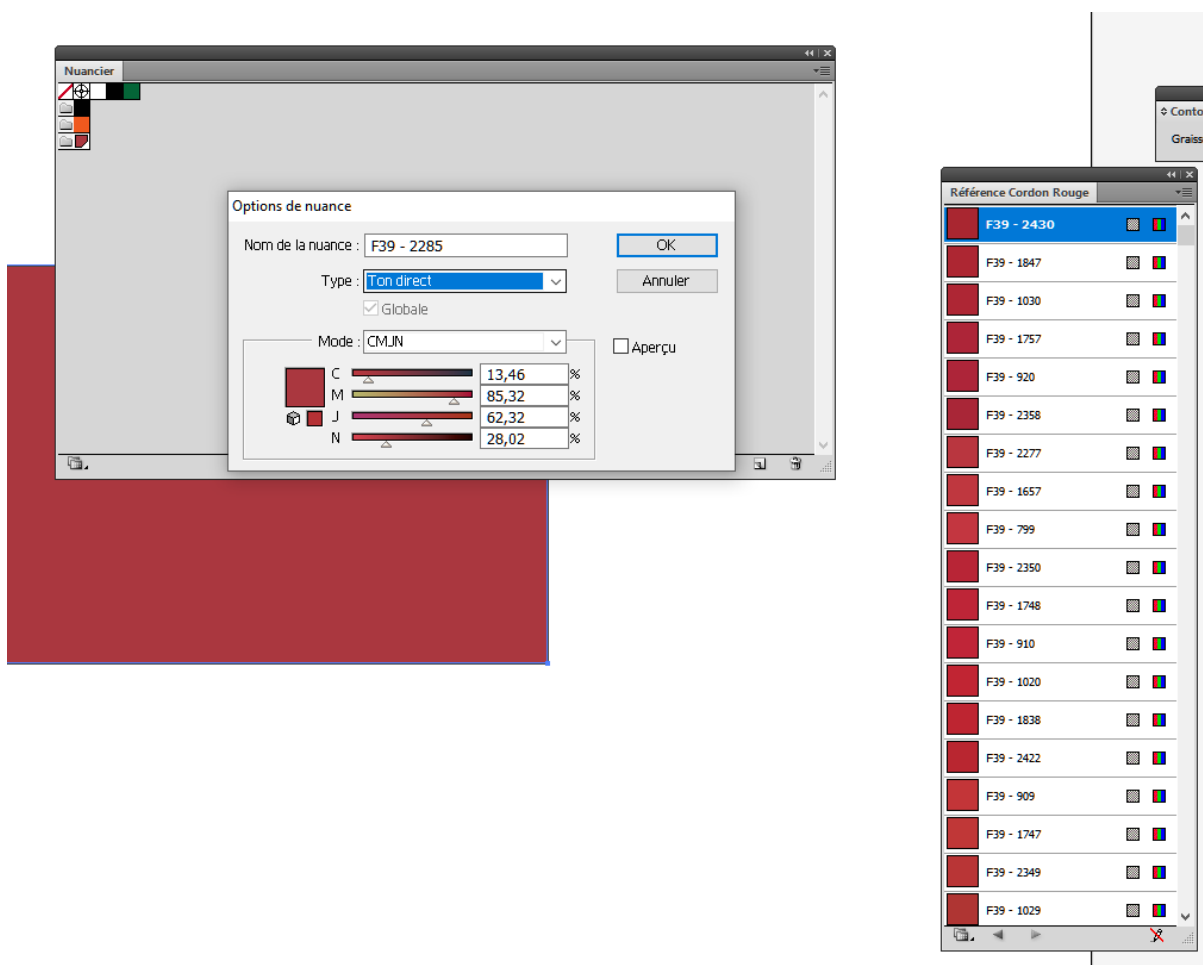 Nuancier
Options de nuance
Nom de la nuance : F39 - 2285
OK
Type : Ton direct
Annuler
Globale
Mode : CMJN
Aperçu
C 13,46 %
M 85,32 %
J 62,32 %
N 28,02 %
Conto
Graiss
Référence Cordon Rouge
F39 - 2430
F39 - 1847
F39 - 1030
F39 - 1757
F39 - 920
F39 - 2358
F39 - 2277
F39 - 1657
F39 - 799
F39 - 2350
F39 - 1748
F39 - 910
F39 - 1020
F39 - 1838
F39 - 2422
F39 - 909
F39 - 1747
F39 - 2349
F39 - 1029